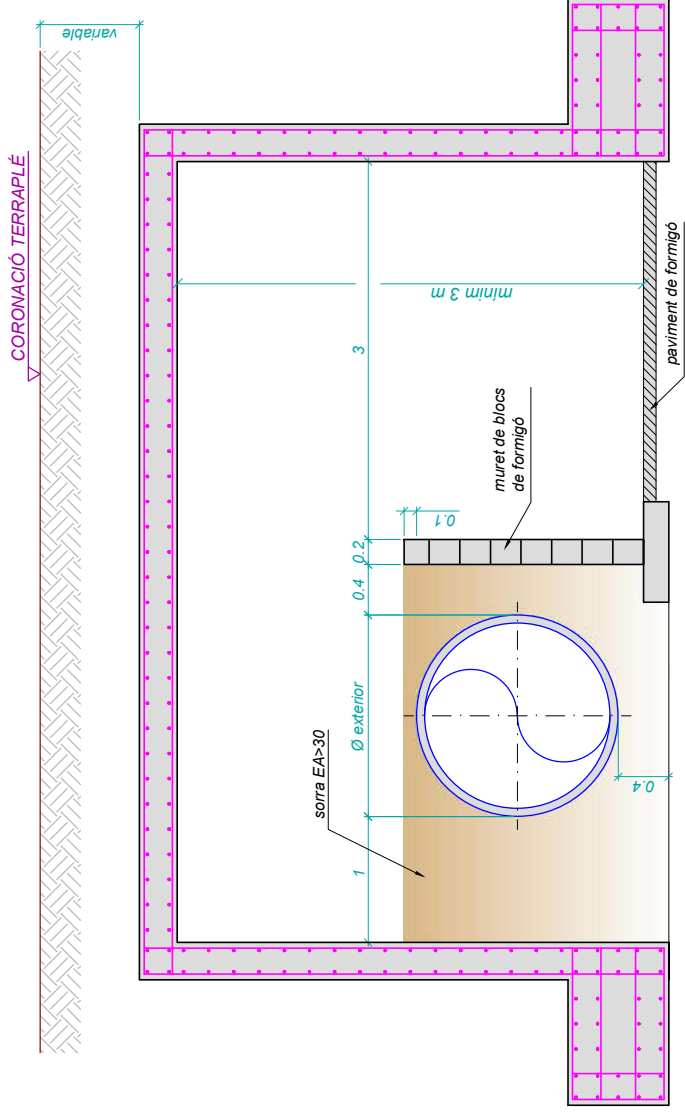 CORONACIÓ TERRAPLÉ
variable
mínim 3 m
3
0.2
0.4
Ø exterior
1
0.1
0.4
muret de blocs
de formigó
sorra EA>30
paviment de formigó